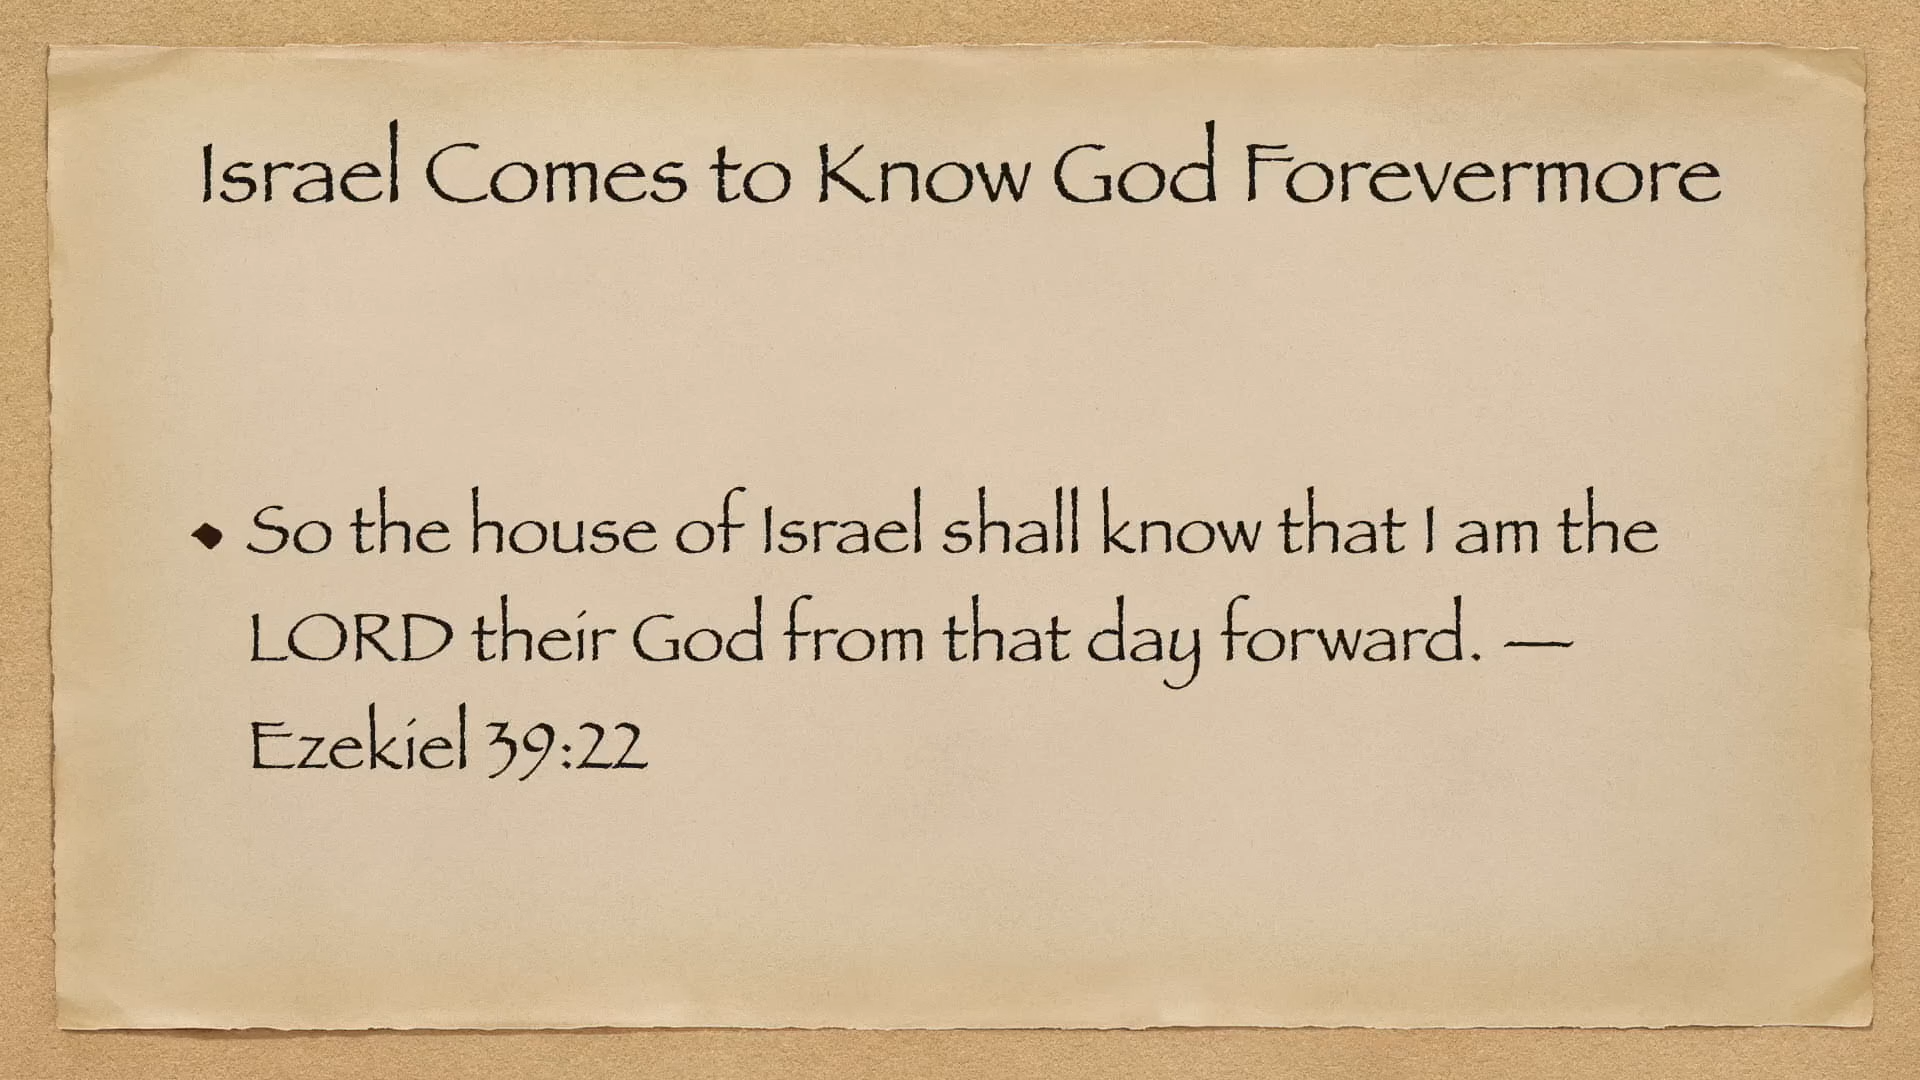 Israel Comes to Know God Forevermore
• So the house of Israel shall know that I am the
LORD their God from that day forward. —
Ezekiel 39:22